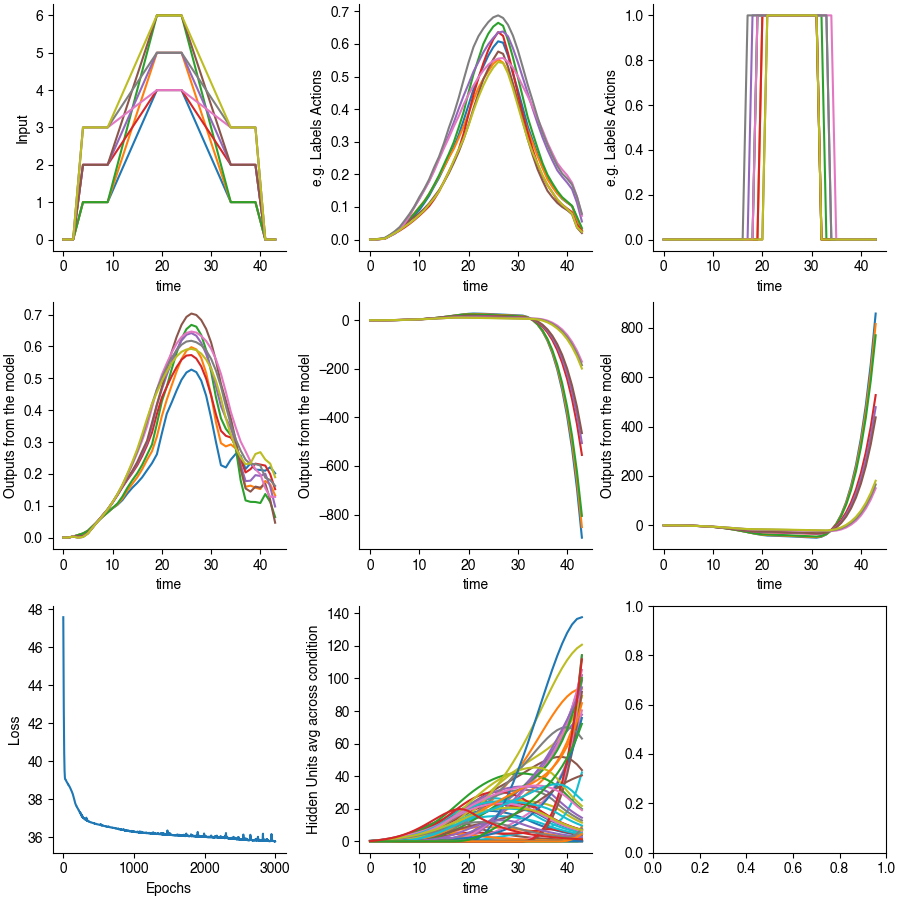 6
5
4
3
2
1
0
Input
0 10 20 30 40
time
0.7
0.6
0.5
0.4
0.3
0.2
0.1
0.0
e.g. Labels Actions
0 10 20 30 40
time
1.0
0.8
0.6
0.4
0.2
0.0
e.g. Labels Actions
0 20 40
time
0.7
0.6
0.5
0.4
0.3
0.2
0.1
0.0
Outputs from the model
0 10 20 30 40
time
0
−200
−400
−600
−800
Outputs from the model
0 10 20 30 40
time
800
600
400
200
0
Outputs from the model
0 20 40
time
48
46
44
42
40
38
36
Loss
0 1000 2000 3000
Epochs
140
120
100
80
60
40
20
0
Hidden Units avg across condition
0 10 20 30 40
time
1.0
0.8
0.6
0.4
0.2
0.0
0.0 0.2 0.4 0.6 0.8 1.0